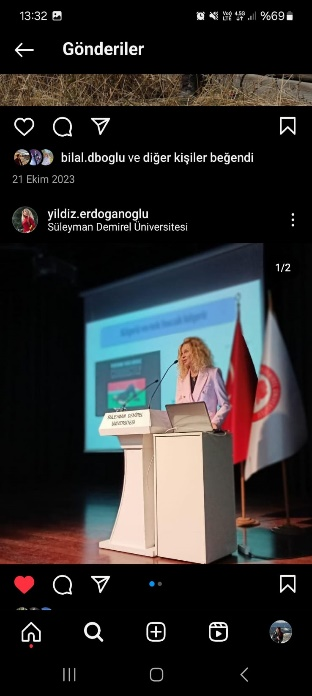 13:32
%69
Gönderiler
bilal.dboglu ve diğer kişiler beğendi
21 Ekim 2023
yildiz.erdoganoglu
Süleyman Demirel Üniversitesi
1/2
SÜLEYMAN DEMİREL
ÜNİVERSİTESİ